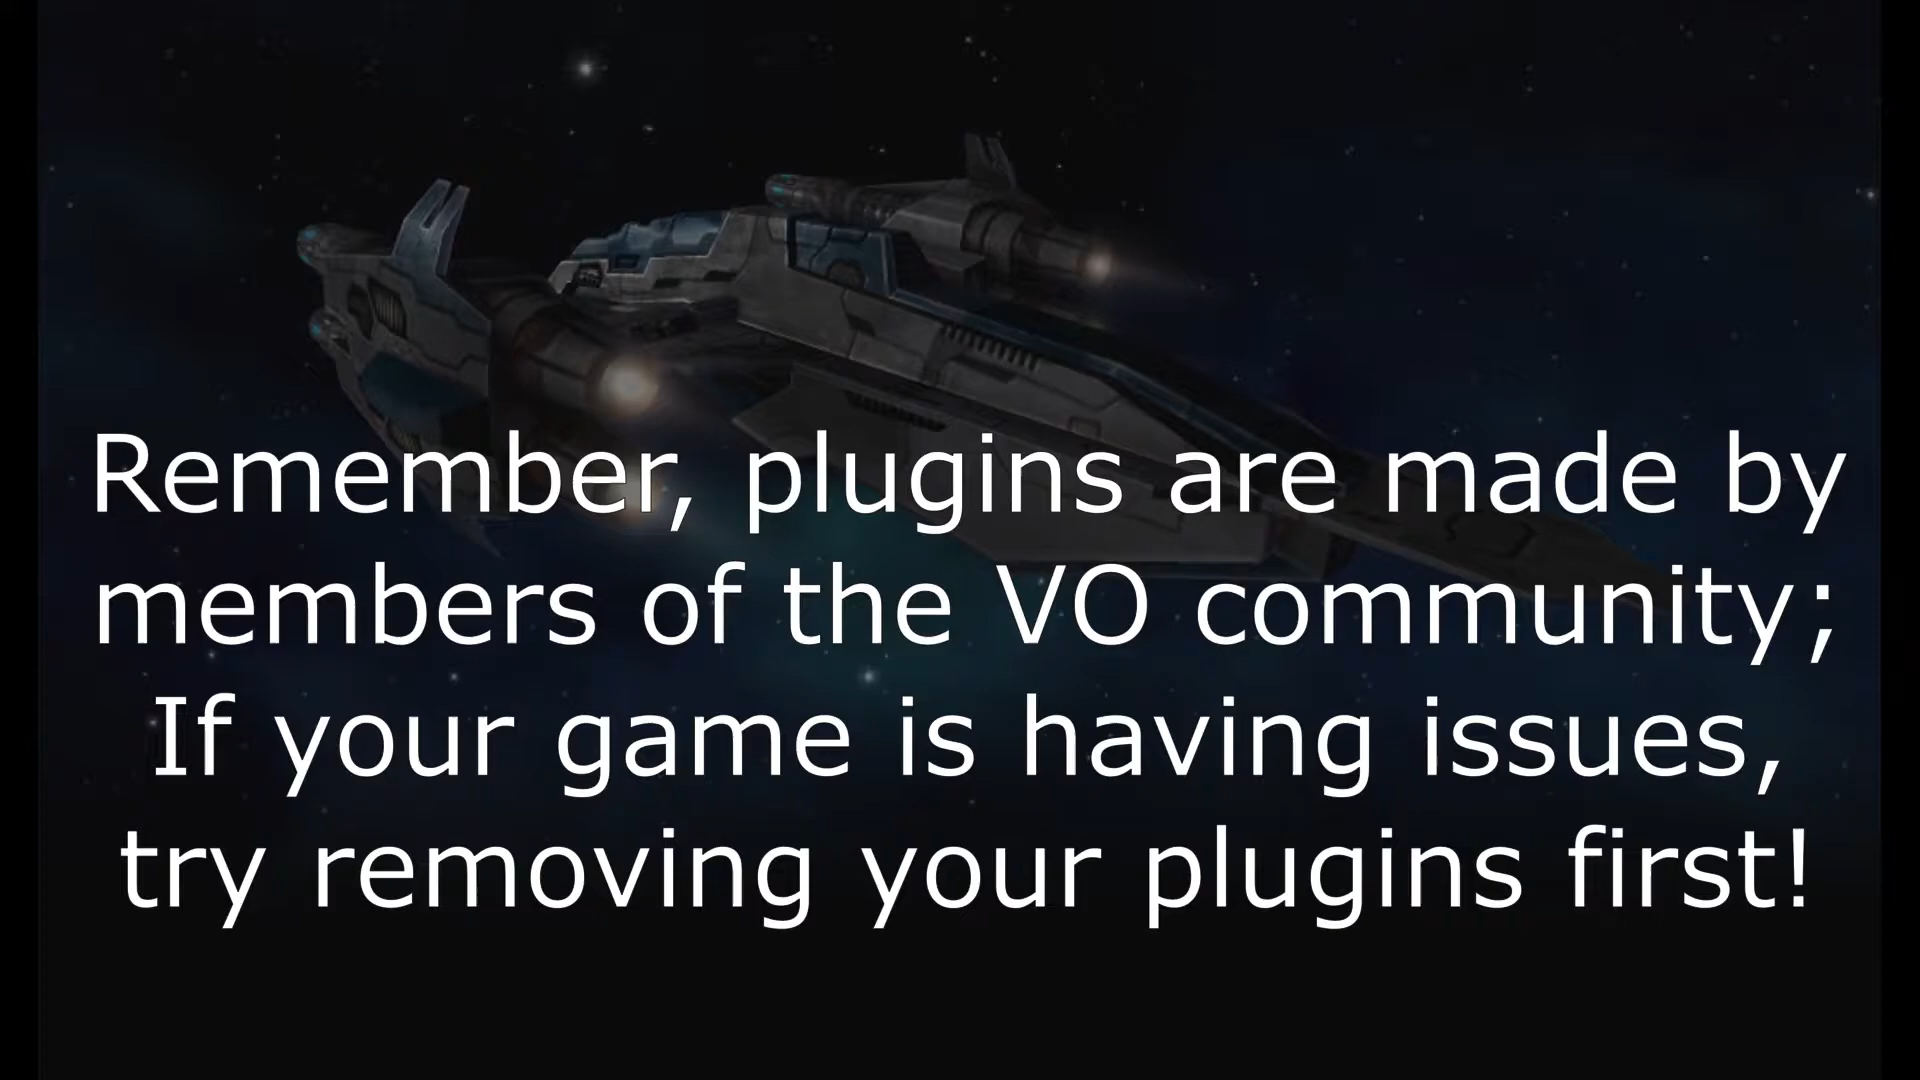 Remember, plugins are made by
members of the VO community;
If your game is having issues,
try removing your plugins first!